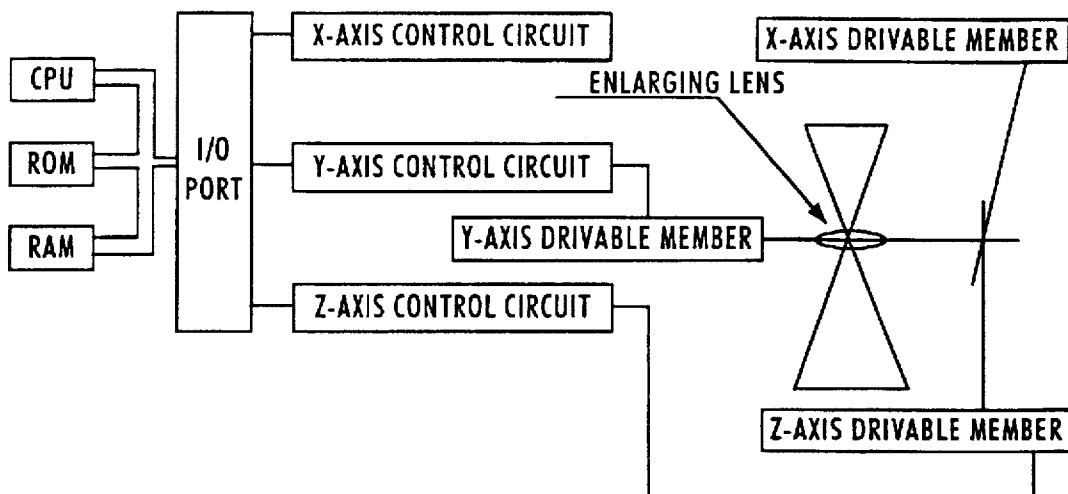 X-AXIS CONTROL CIRCUIT
X-AXIS DRIVABLE MEMBER
CPU
ENLARGING LENS
I/O
PORT
ROM
Y-AXIS CONTROL CIRCUIT
RAM
Y-AXIS DRIVABLE MEMBER
Z-AXIS CONTROL CIRCUIT
Z-AXIS DRIVABLE MEMBER